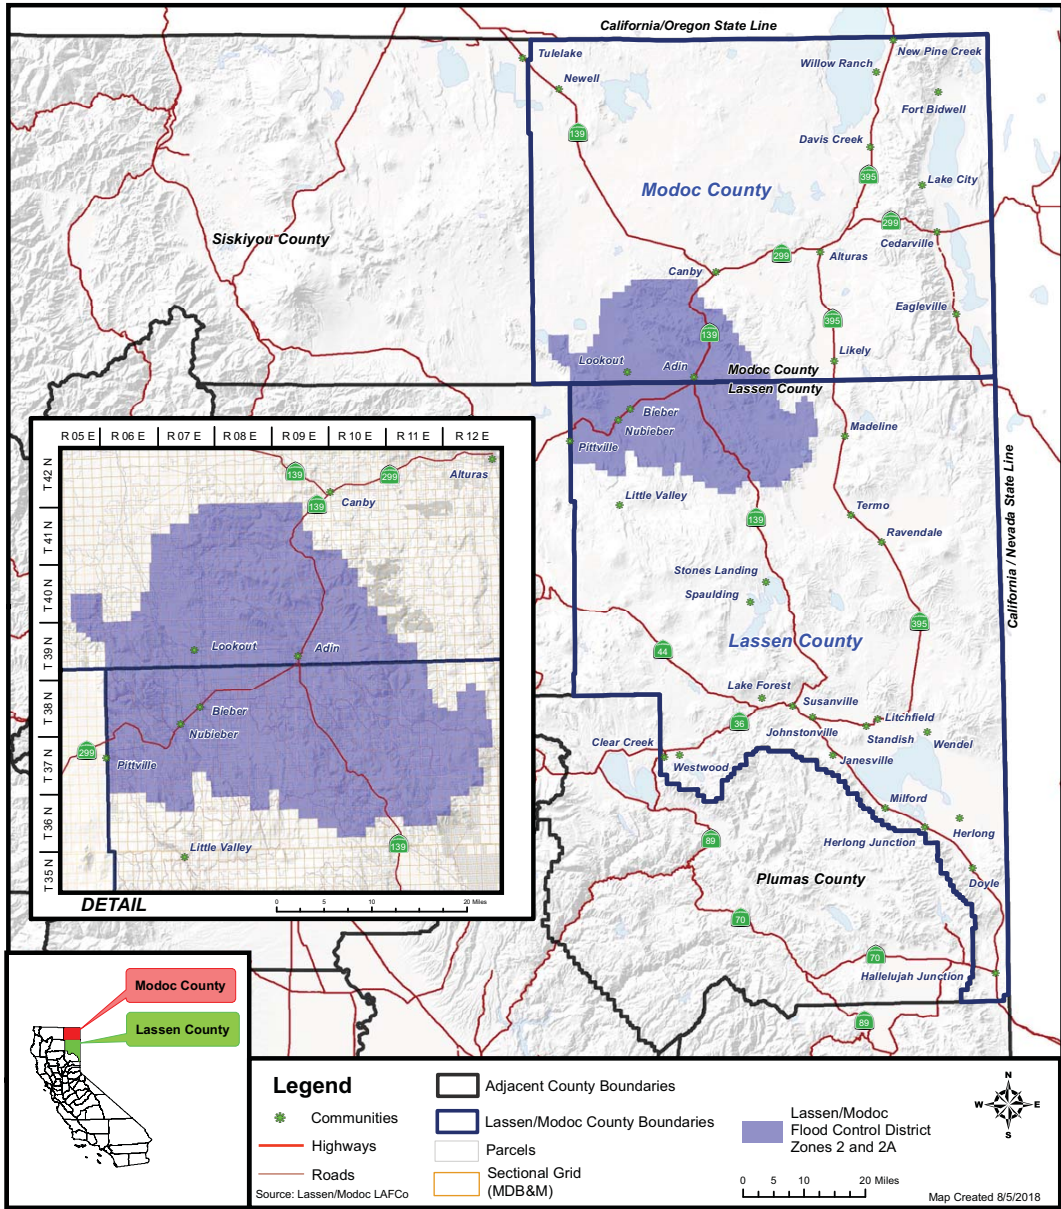 California/Oregon State Line
Tulelake
New Pine Creek
Willow Ranch
Newell
Fort Bidwell
139
Davis Creek
395
Lake City
Modoc County
299
Siskiyou County
Cedarville
299
Alturas
Canby
Eagleville
395
139
Likely
Lookout
Adin
Modoc County
Lassen County
Bieber
Nubieber
Madeline
Pittville
Little Valley
Termo
139
Ravendale
California / Nevada State Line
Stones Landing
Spaulding
395
Lassen County
44
Lake Forest
Susanville
36
Litchfield
Johnstonville
Standish
Wendel
Clear Creek
Westwood
Janesville
Milford
Herlong
89
Herlong Junction
Doyle
Plumas County
70
70
Hallelujah Junction
89
R 05 E
R 06 E
R 07 E
R 08 E
R 09 E
R 10 E
R 11 E
R 12 E
T 42 N
T 41 N
T 40 N
T 39 N
T 38 N
T 37 N
T 36 N
T 35 N
139
299
Alturas
Canby
139
Lookout
Adin
Bieber
Nubieber
299
Pittville
Little Valley
139
DETAIL
0 5 10 20 Miles
Modoc County
Lassen County
Legend
Communities
Highways
Roads
Source: Lassen/Modoc LAFCo
Adjacent County Boundaries
Lassen/Modoc County Boundaries
Parcels
Sectional Grid
(MDB&M)
Lassen/Modoc
Flood Control District
Zones 2 and 2A
N
W E
S
0 5 10 20 Miles
Map Created 8/5/2018